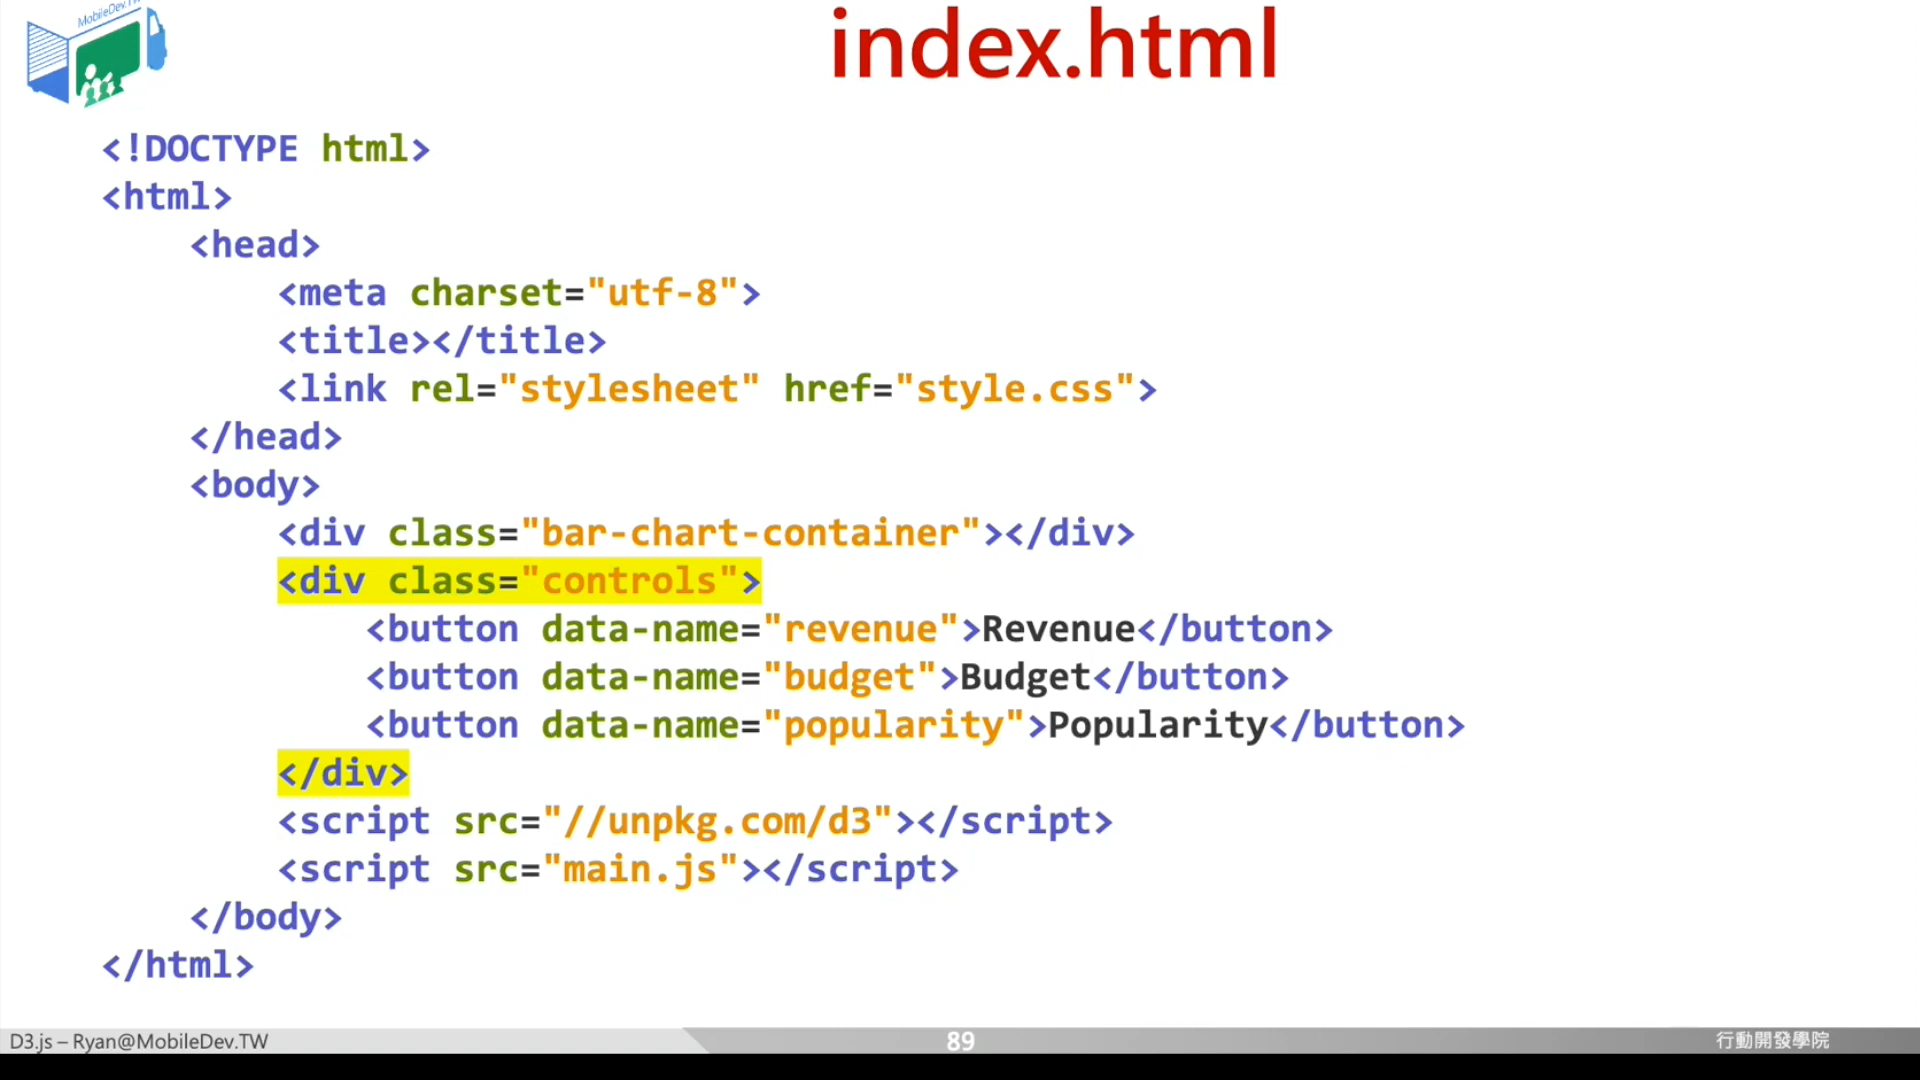 MobileDev.TW
index.html
<!DOCTYPE html>
<html>
<head>
<meta charset="utf-8">
<title></title>
<link rel="stylesheet" href="style.css">
</head>
<body>
<div class="bar-chart-container"></div>
<div class="controls">
<button data-name="revenue">Revenue</button>
<button data-name="budget">Budget</button>
<button data-name="popularity">Popularity</button>
</div>
<script src="//unpkg.com/d3"></script>
<script src="main.js"></script>
</body>
</html>
D3.js – Ryan@MobileDev.TW
89
行動開發學院